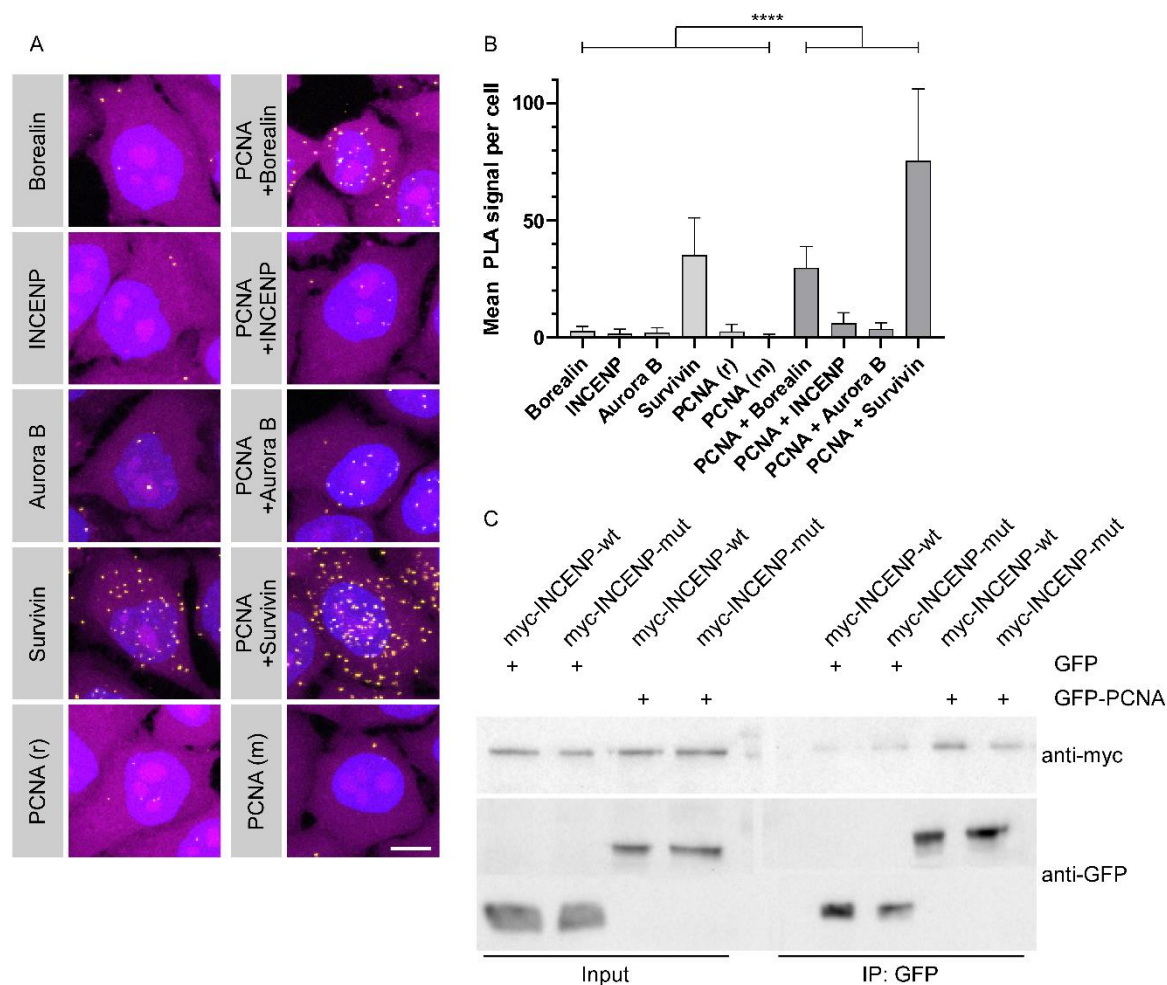 A
Borealin
PCNA
+Borealin
INCENP
PCNA
+INCENP
Aurora B
PCNA
+Aurora B
Survivin
PCNA
+Survivin
PCNA (r)
PCNA (m)
B
****
Mean PLA signal per cell
100
50
0
Borealin
INCENP
Aurora B
Survivin
PCNA (r)
PCNA (m)
PCNA + Borealin
PCNA + INCENP
PCNA + Aurora B
PCNA + Survivin
C
myc-INCENP-wt
myc-INCENP-mut
myc-INCENP-wt
myc-INCENP-mut
myc-INCENP-wt
myc-INCENP-mut
myc-INCENP-wt
myc-INCENP-mut
+ + + + GFP
+ + + + GFP-PCNA
anti-myc
anti-GFP
Input
IP: GFP